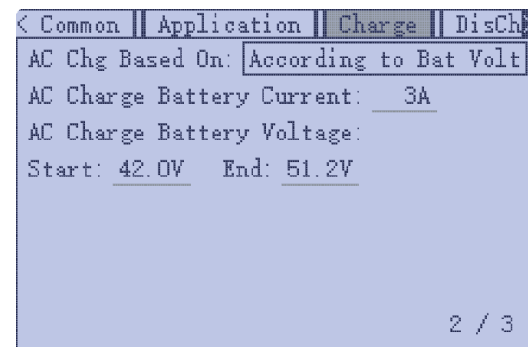 < Common || Application || Charge || DisChg
AC Chg Based On: According to Bat Volt
AC Charge Battery Current: 3A
AC Charge Battery Voltage:
Start: 42.0V End: 51.2V
2 / 3